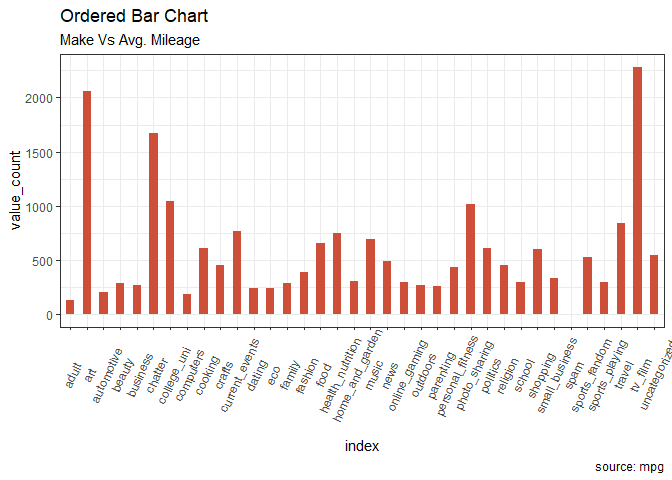 Ordered Bar Chart
Make Vs Avg. Mileage
value_count
2000
1500
1000
500
0
adult
art
automotive
beauty
business
chatter
college_uni
computers
cooking
crafts
current_events
dating
eco
family
fashion
food
health_nutrition
home_and_garden
music
news
online_gaming
outdoors
parenting
personal_fitness
photo_sharing
politics
religion
school
shopping
small_business
spam
sports_fandom
sports_playing
travel
tv_film
uncategorized
index
source: mpg